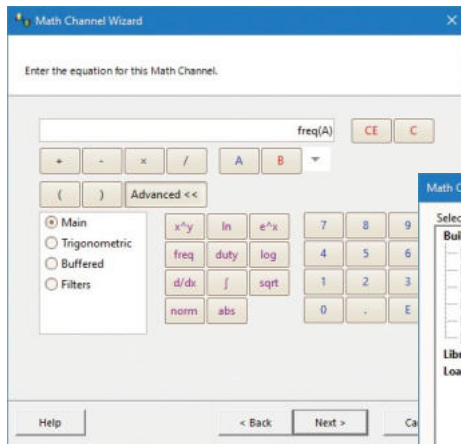 Math Channel Wizard
Enter the equation for this Math Channel.
freq(A) CE C
+ - × / A B
( ) Advanced <<
Main x^y ln e^x 7 8 9
Trigonometric freq duty log 4 5 6
Buffered d/dx ∫ sqrt 1 2 3
Filters norm abs 0 . E
Math C
Selec
Buil
Libr
Loa
Help < Back Next > Ca